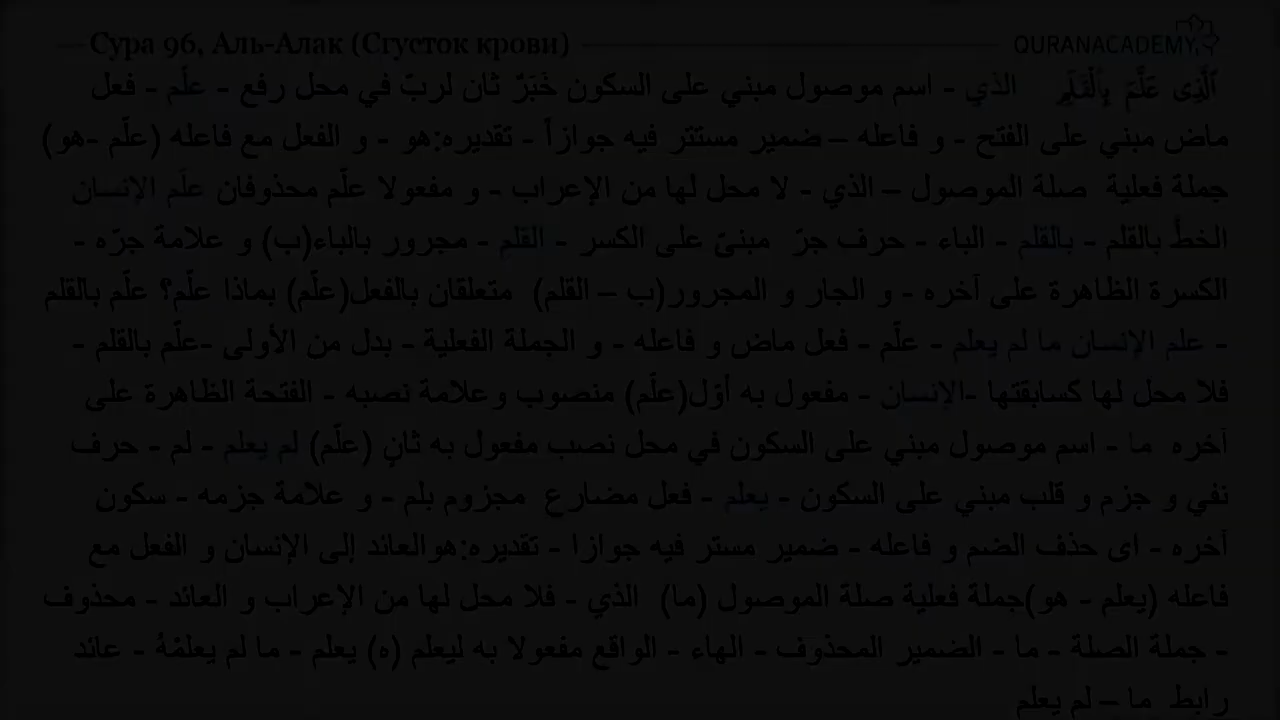 Сура 96, Аль-Алак (Сгусток крови)
QURANACADEMY
ٱلَّذِى عَلَّمَ بِٱلْقَلَمِ الذي - اسم موصول مبني على السكون خَبَرٌ ثان لربّ في محل رفع - علّم - فعل
ماض مبني على الفتح - و فاعله – ضمير مستتر فيه جوازاً - تقديره:هو - و الفعل مع فاعله (علّم -هو)
جملة فعلية صلة الموصول – الذي - لا محل لها من الإعراب - و مفعولا علّم محذوفان علّم الإنسان
الخطَّ بالقلم - بالقلم - الباء - حرف جرّ مبنىّ على الكسر - القلم - مجرور بالباء(ب) و علامة جرّه -
الكسرة الظاهرة على آخره - و الجار و المجرور(ب – القلم) متعلقان بالفعل(علّم) بماذا علّم؟ علّم بالقلم
- علم الإنسان ما لم يعلم - علّم - فعل ماض و فاعله - و الجملة الفعلية - بدل من الأولى -علّم بالقلم -
فلا محل لها كسابقتها -الإنسان - مفعول به أوّل(علّم) منصوب وعلامة نصبه - الفتحة الظاهرة على
آخره ما - اسم موصول مبني على السكون في محل نصب مفعول به ثانٍ (علّم) لم يعلم - لم - حرف
نفي و جزم و قلب مبني على السكون - يعلم - فعل مضارع مجزوم بلم - و علامة جزمه - سكون
آخره - اى حذف الضم و فاعله - ضمير مستر فيه جوازا - تقديره:هوالعائد إلى الإنسان و الفعل مع
فاعله (يعلم - هو)جملة فعلية صلة الموصول (ما) الذي - فلا محل لها من الإعراب و العائد - محذوف
- جملة الصلة - ما - الضمير المحذوف - الهاء - الواقع مفعولا به ليعلم (ه) يعلم - ما لم يعلمْهُ - عائد
رابط ما – لم يعلم